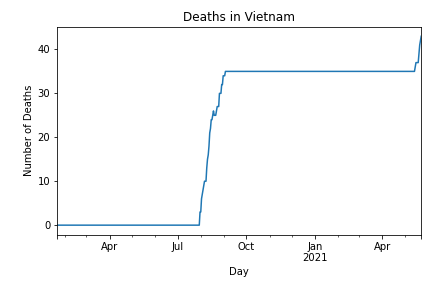 Deaths in Vietnam
40
30
20
10
0
Number of Deaths
Apr
Jul
Oct
Jan
2021
Apr
Day